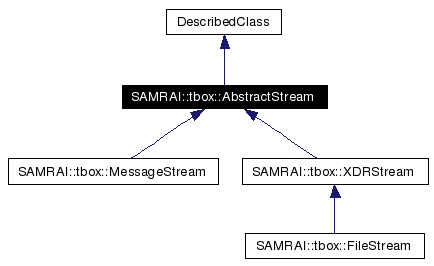 DescribedClass
SAMRAI::tbox::AbstractStream
SAMRAI::tbox::MessageStream
SAMRAI::tbox::XDRStream
SAMRAI::tbox::FileStream